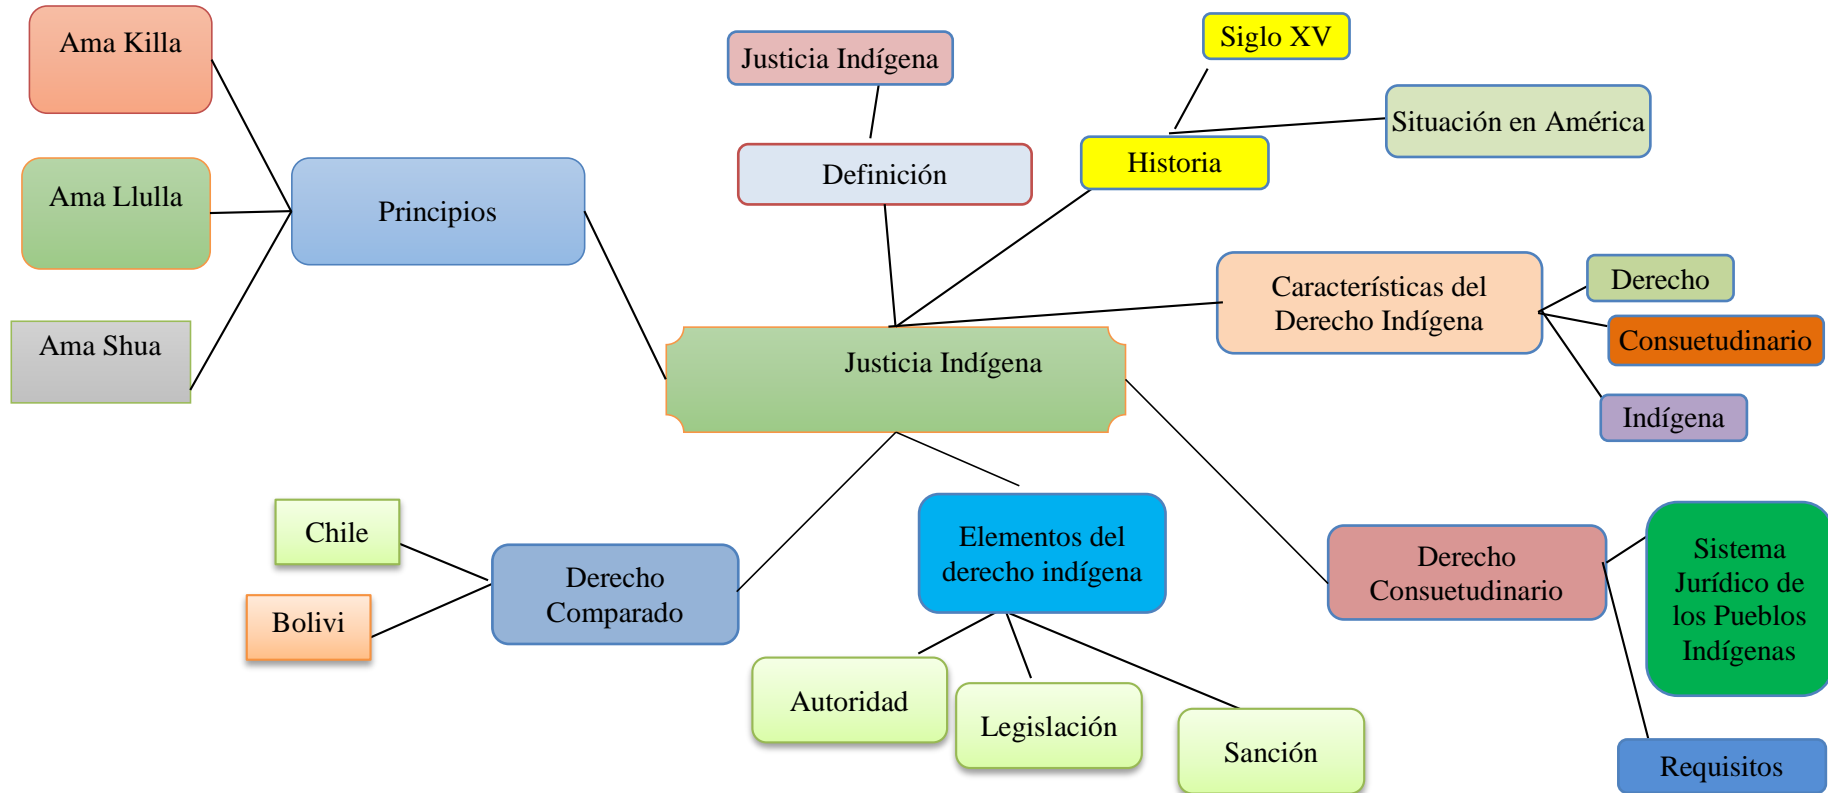 Ama Killa
Ama Llulla
Ama Shua
Principios
Justicia Indígena
Definición
Siglo XV
Historia
Situación en América
Características del
Derecho Indígena
Derecho
Consuetudinario
Indígena
Justicia Indígena
Chile
Bolivi
Derecho
Comparado
Elementos del
derecho indígena
Autoridad
Legislación
Sanción
Derecho
Consuetudinario
Sistema
Jurídico de
los Pueblos
Indígenas
Requisitos